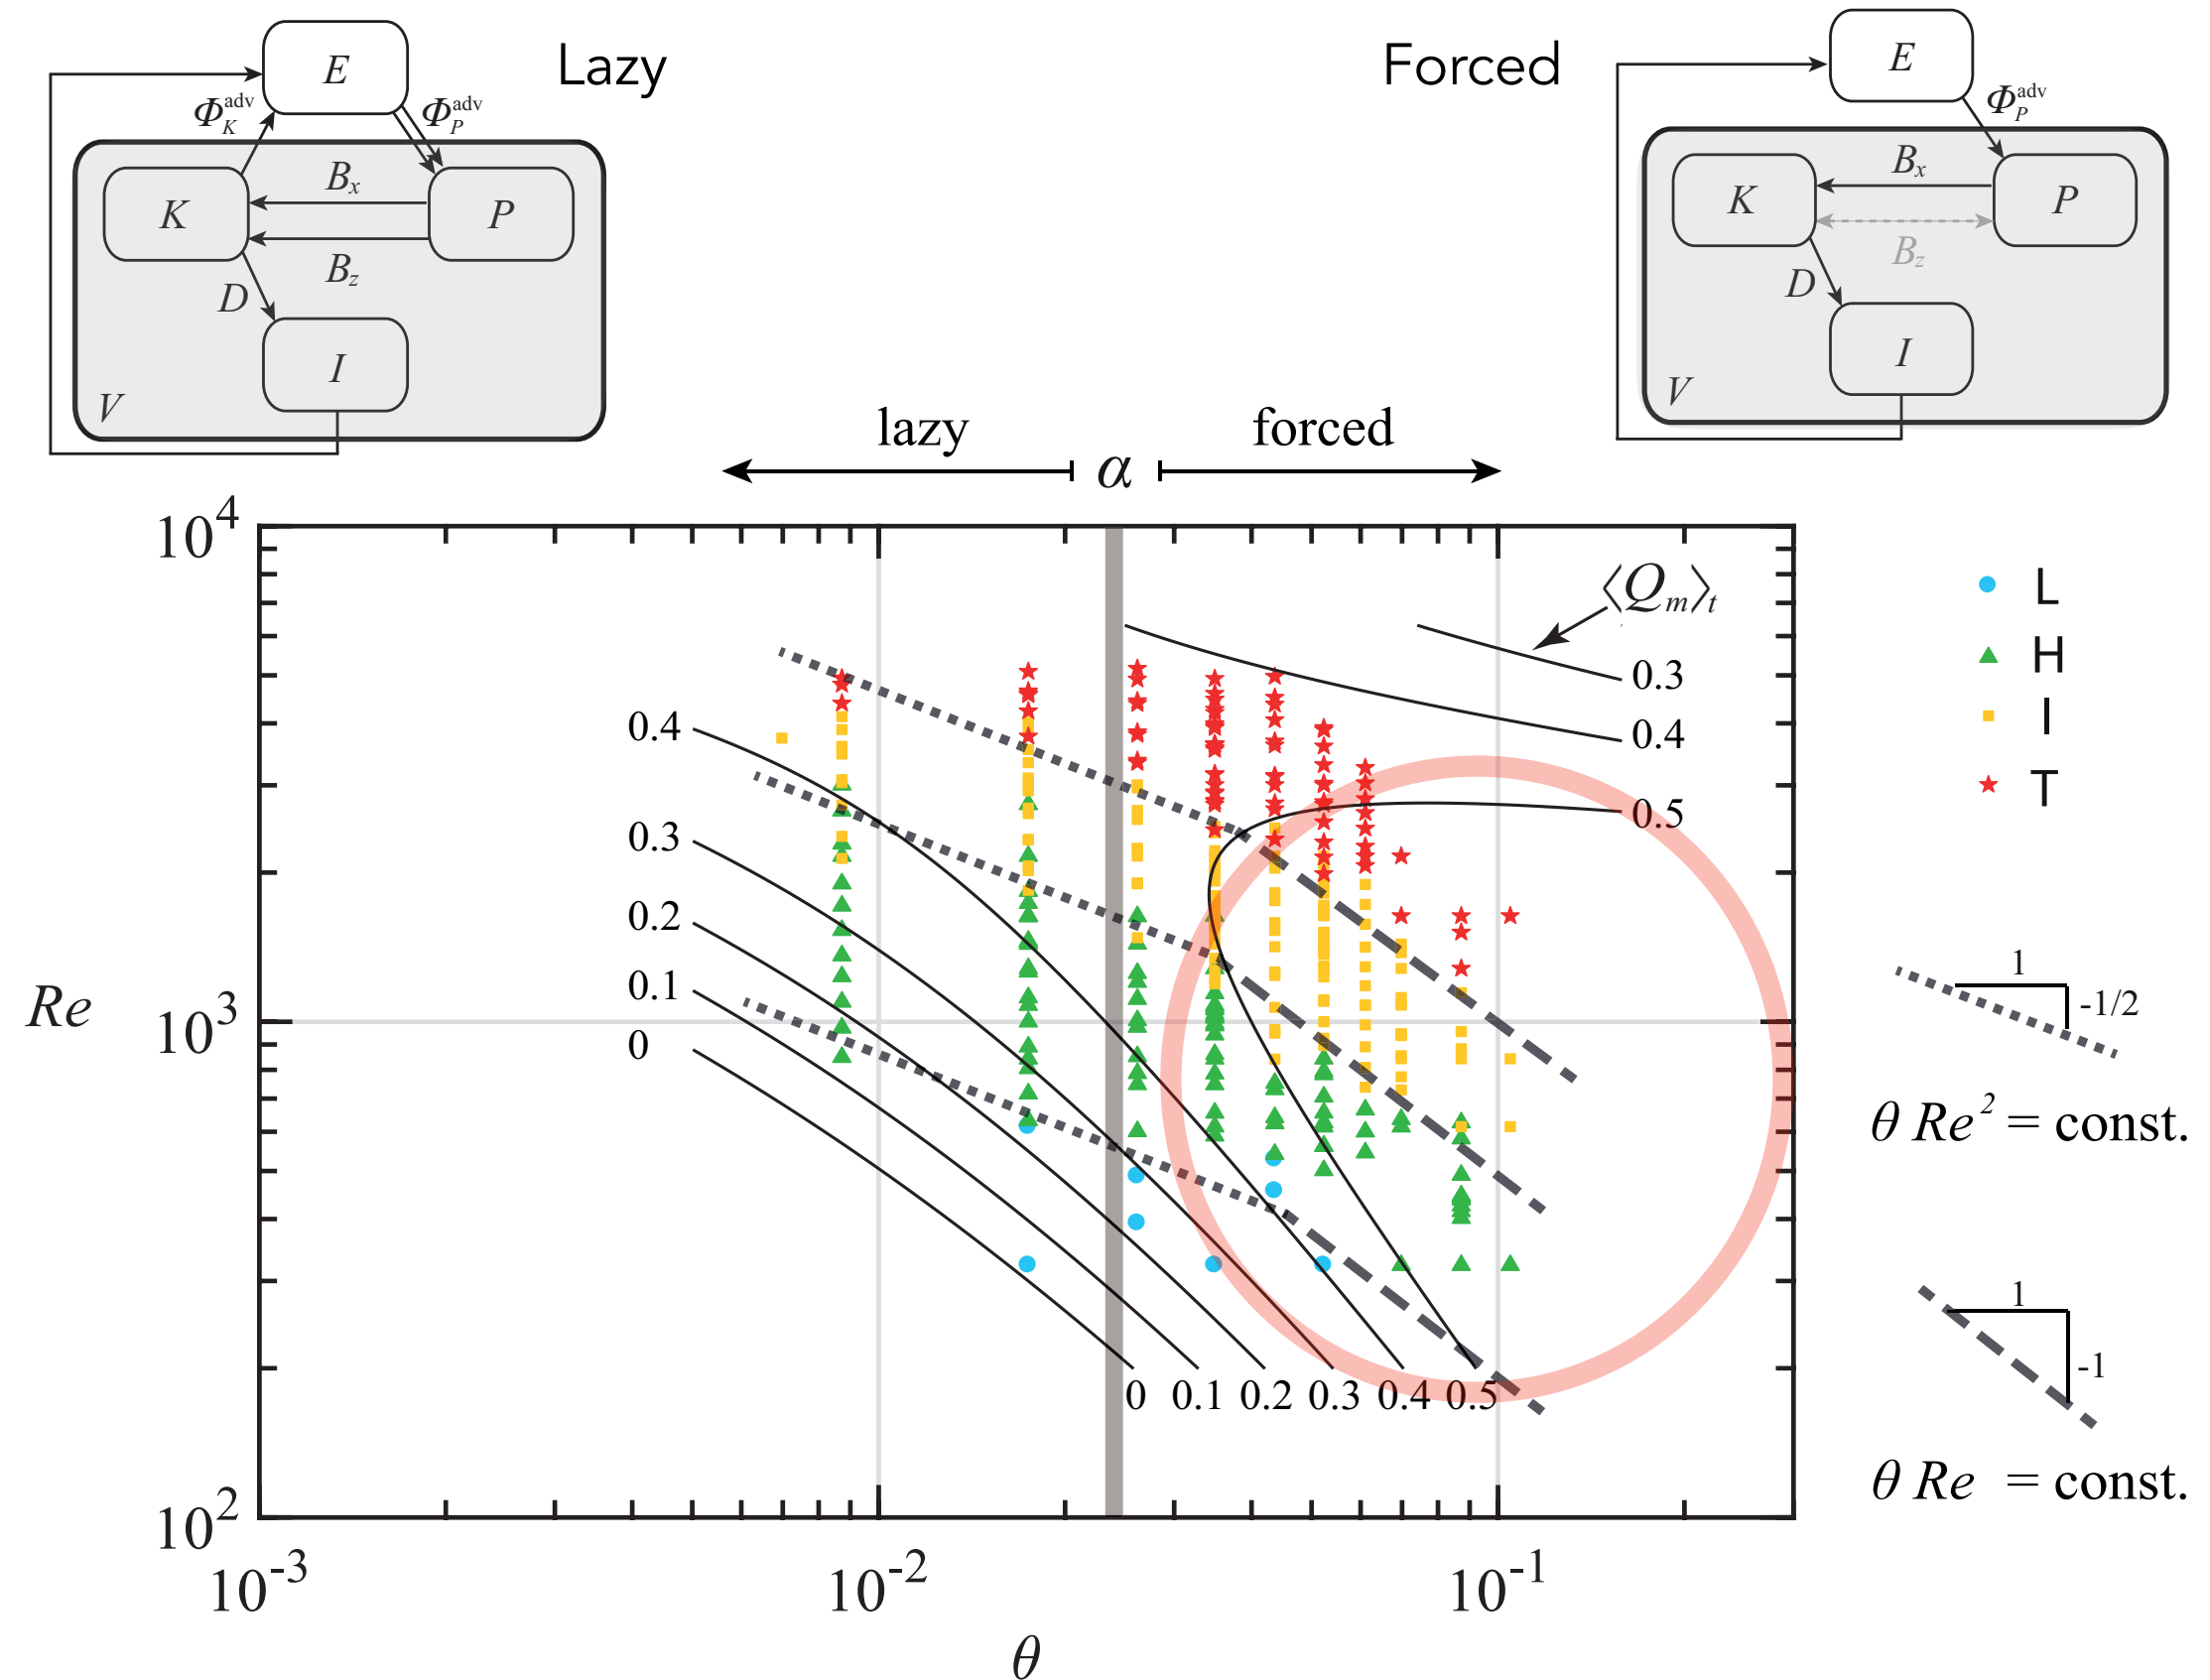 Lazy
E
Φ_K^adv
Φ_P^adv
K
B_x
P
B_z
D
I
V
Forced
E
Φ_P^adv
K
B_x
P
B_z
D
I
V
lazy
α
forced
10^4
10^3
10^2
Re
⟨Q_m⟩_t
0.3
0.4
0.5
0.4
0.3
0.2
0.1
0
0 0.1 0.2 0.3 0.4 0.5
10^-3 10^-2 10^-1
θ
L
H
I
T
1
-1/2
θ Re^2 = const.
1
-1
θ Re = const.